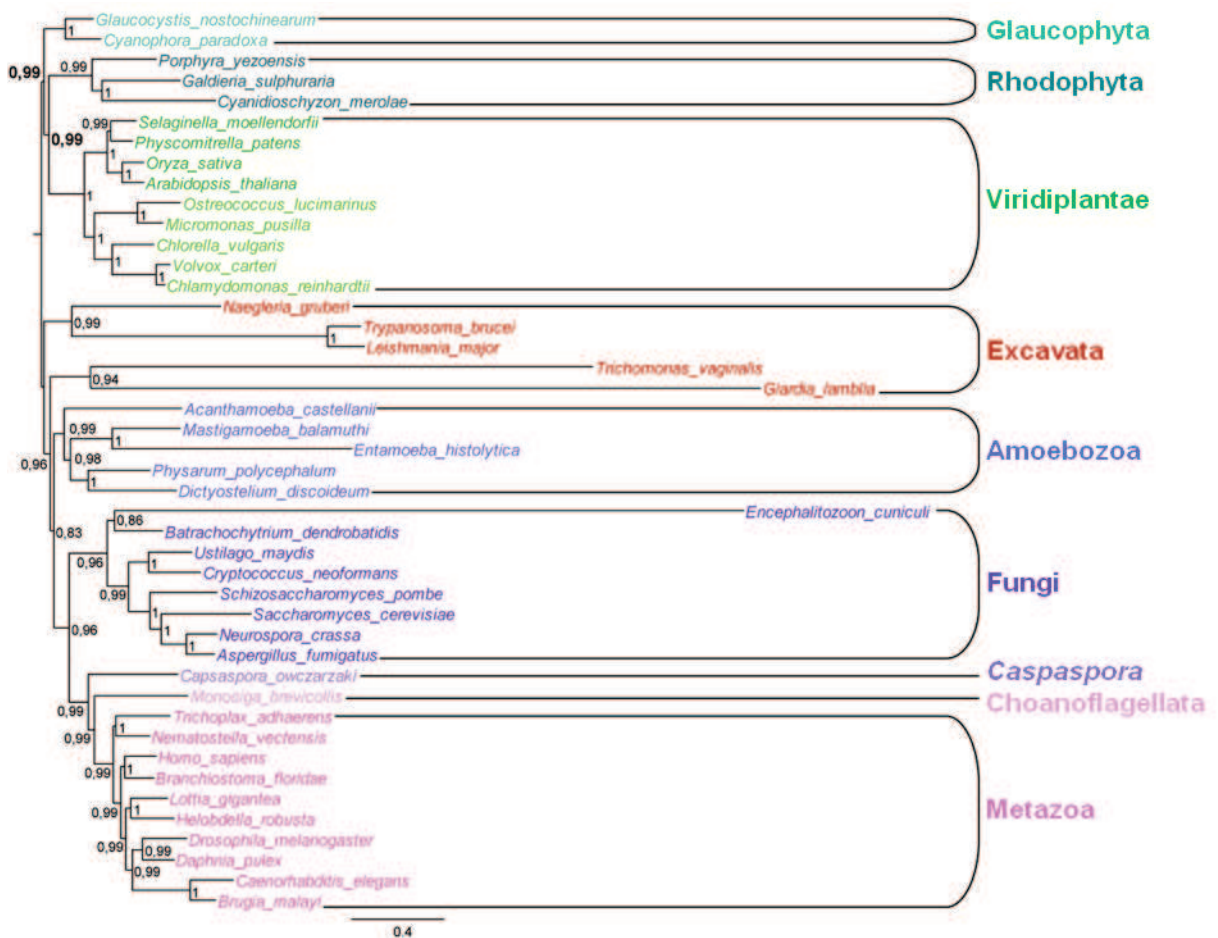 Glaucocystis_nostochinearum
1
Glaucophyta
Cyanophora_paradoxa
0,99
Porphyra_yezoensis
0,99
Galdieria_sulphuraria
Rhodophyta
1
Cyanidioschyzon_merolae
Selaginella_moellendorfii
0,99
0,99
Physcomitrella_patens
1
Oryza_sativa
1
Arabidopsis_thaliana
1
Ostreococcus_lucimarinus
Viridiplantae
1
Micromonas_pusilla
1
Chlorella_vulgaris
1
Volvox_carteri
1
Chlamydomonas_reinhardtii
Naegleria_gruberi
0,99
Trypanosoma_brucei
1
Leishmania_major
Excavata
Trichomonas_vaginalis
0,94
Giardia_lamblia
Acanthamoeba_castellanii
0,99
Mastigamoeba_balamuthi
1
Entamoeba_histolytica
Amoebozoa
0,96
0,98
Physarum_polycephalum
1
Dictyostelium_discoideum
Encephalitozoon_cuniculi
0,86
0,83
Batrachochytrium_dendrobatidis
Ustilago_maydis
0,96
1
Cryptococcus_neoformans
Fungi
0,99
Schizosaccharomyces_pombe
1
Saccharomyces_cerevisiae
1
0,96
Neurospora_crassa
1
Aspergillus_fumigatus
Capsaspora_owczarzaki
Caspaspora
Monosiga_brevicollis
Choanoflagellata
0,99
Trichoplax_adhaerens
1
0,99
Nematostella_vectensis
Homo_sapiens
0,99
1
Branchiostoma_floridae
Lottia_gigantea
0,99
1
Metazoa
Helobdella_robusta
Drosophila_melanogaster
0,99
0,99
Daphnia_pulex
0,99
Caenorhabditis_elegans
1
Brugia_malayi
0.4